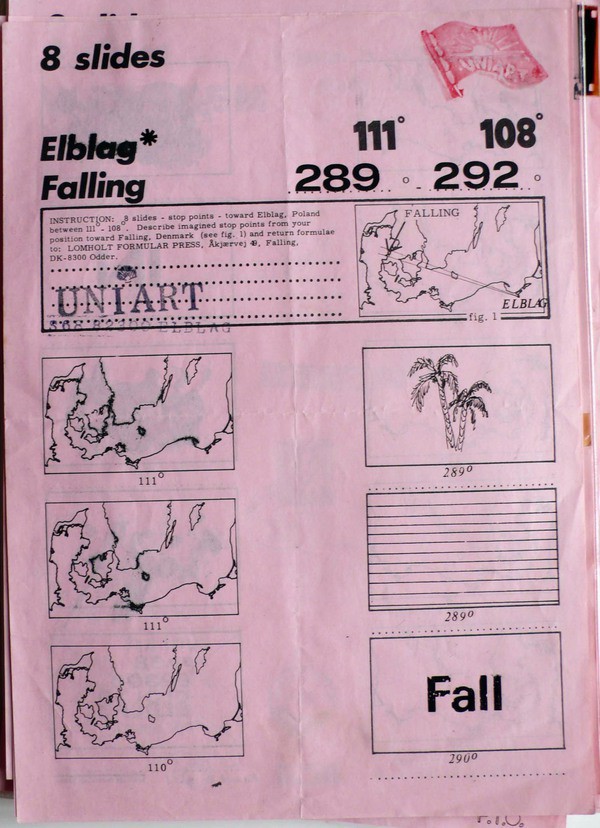 8 slides
UNIART
Elblag*
Falling
111° 108°
289° 292°
INSTRUCTION: 8 slides - stop points - toward Elblag, Poland
between 111° - 108°. Describe imagined stop points from your
position toward Falling, Denmark (see fig. 1) and return formulae
to: LOMHOLT FORMULAR PRESS, Åkjærvej 49, Falling,
DK-8300 Odder.
UNIART
82300 ELBLAG
FALLING
ELBLAG
fig. 1
111°
289°
111°
289°
110°
Fall
290°